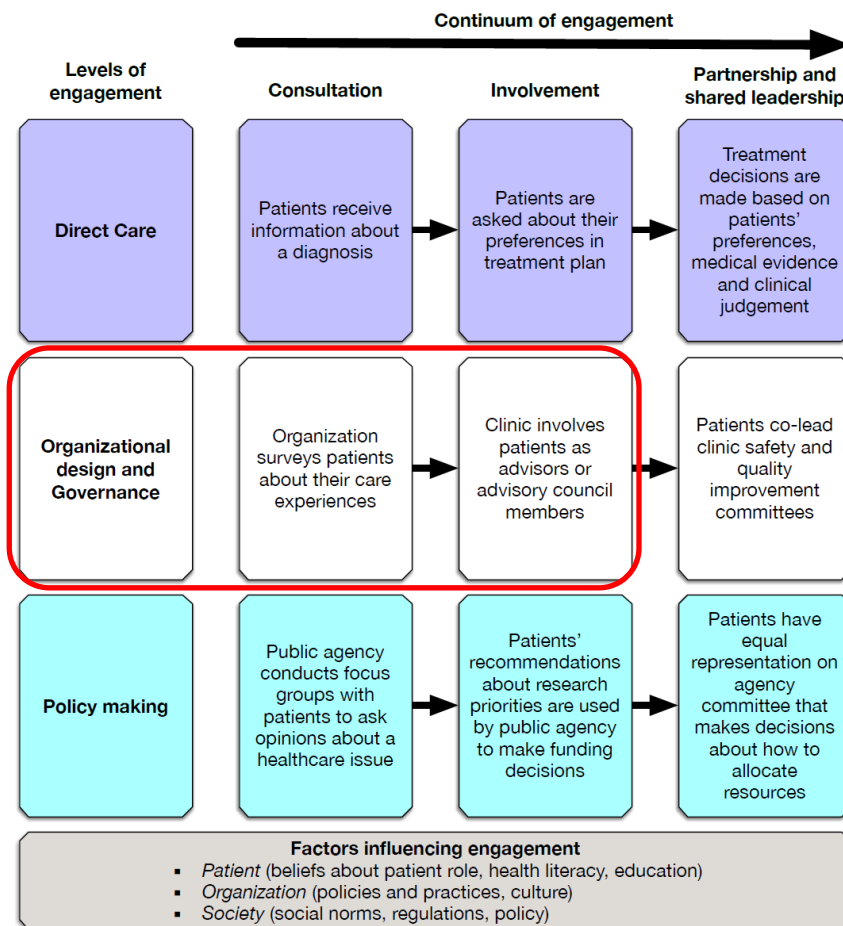 Continuum of engagement
Levels of
engagement
Consultation
Involvement
Partnership and
shared leadership
Direct Care
Patients receive
information about
a diagnosis
Patients are
asked about their
preferences in
treatment plan
Treatment
decisions are
made based on
patients'
preferences,
medical evidence
and clinical
judgement
Organizational
design and
Governance
Organization
surveys patients
about their care
experiences
Clinic involves
patients as
advisors or
advisory council
members
Patients co-lead
clinic safety and
quality
improvement
committees
Policy making
Public agency
conducts focus
groups with
patients to ask
opinions about a
healthcare issue
Patients'
recommendations
about research
priorities are used
by public agency
to make funding
decisions
Patients have
equal
representation on
agency
committee that
makes decisions
about how to
allocate
resources
Factors influencing engagement
▪ Patient (beliefs about patient role, health literacy, education)
▪ Organization (policies and practices, culture)
▪ Society (social norms, regulations, policy)